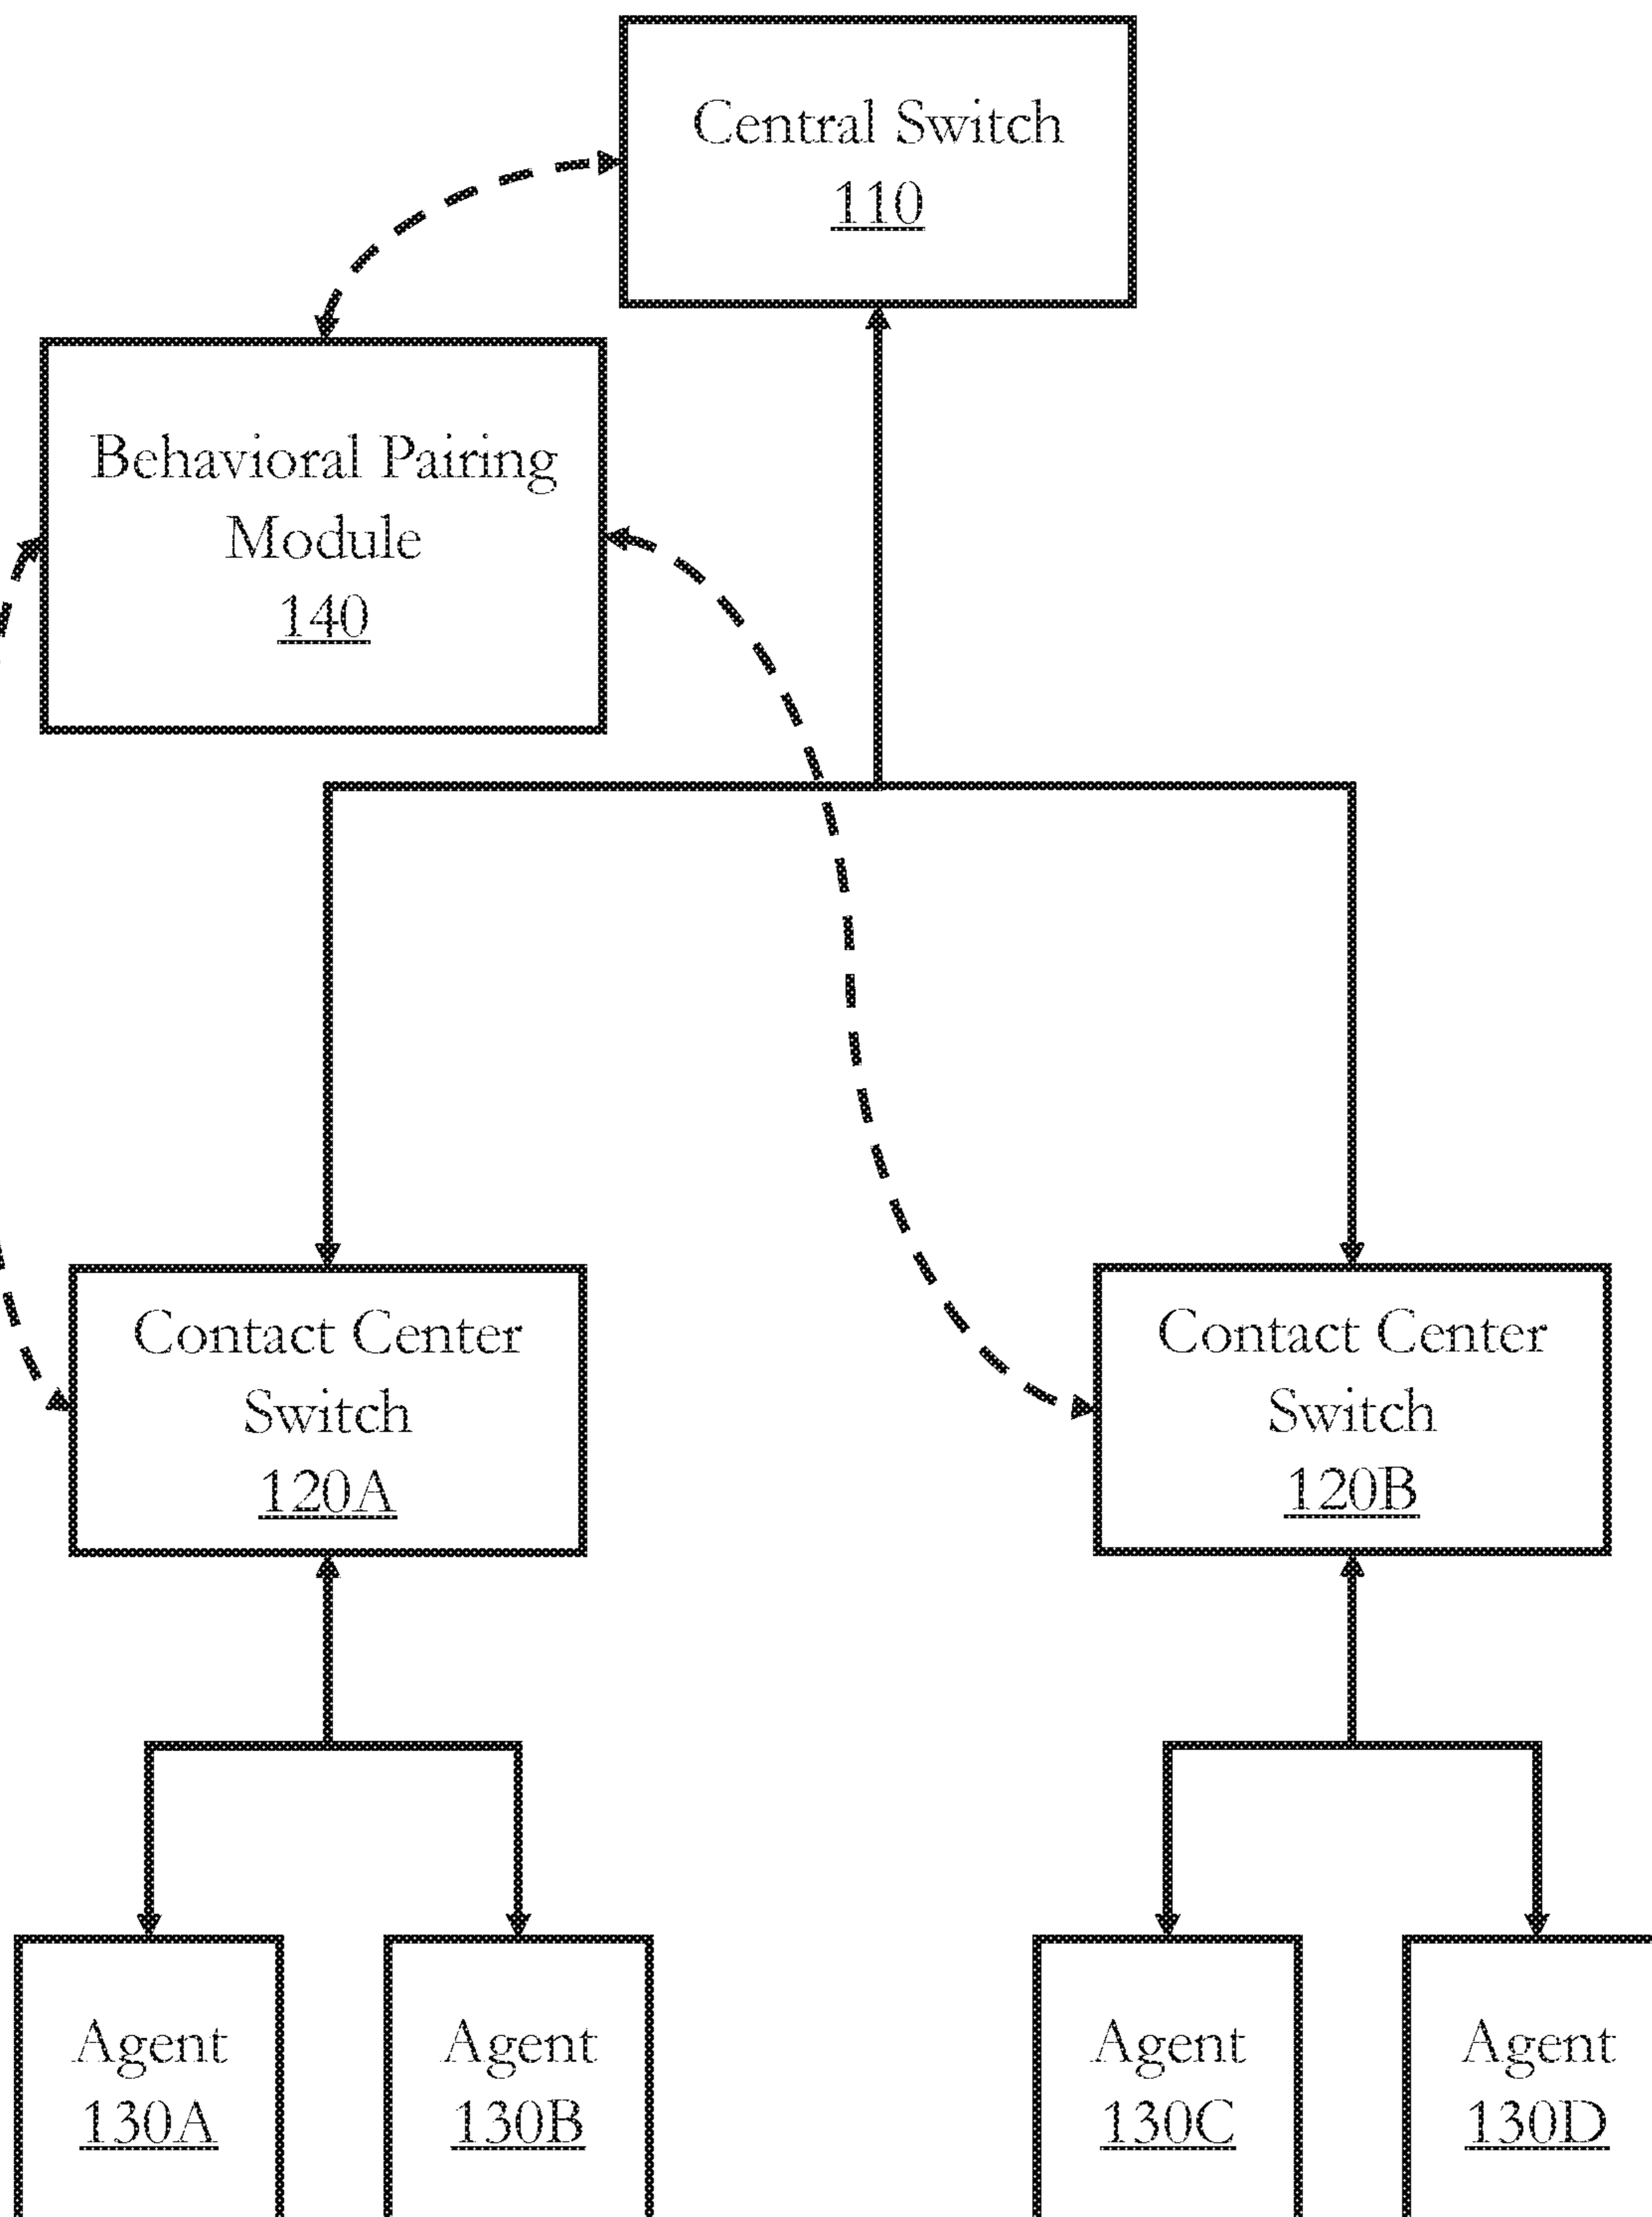 Central Switch
110
Behavioral Pairing
Module
140
Contact Center
Switch
120A
Contact Center
Switch
120B
Agent
130A
Agent
130B
Agent
130C
Agent
130D